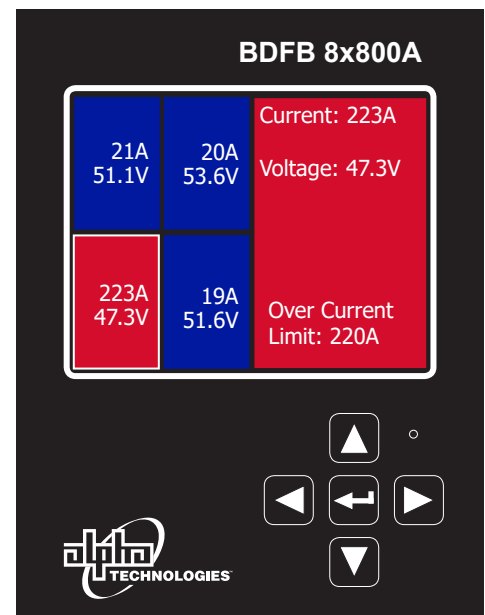 BDFB 8x800A
21A
51.1V
20A
53.6V
Current: 223A
Voltage: 47.3V
223A
47.3V
19A
51.6V
Over Current
Limit: 220A
alpha
TECHNOLOGIES